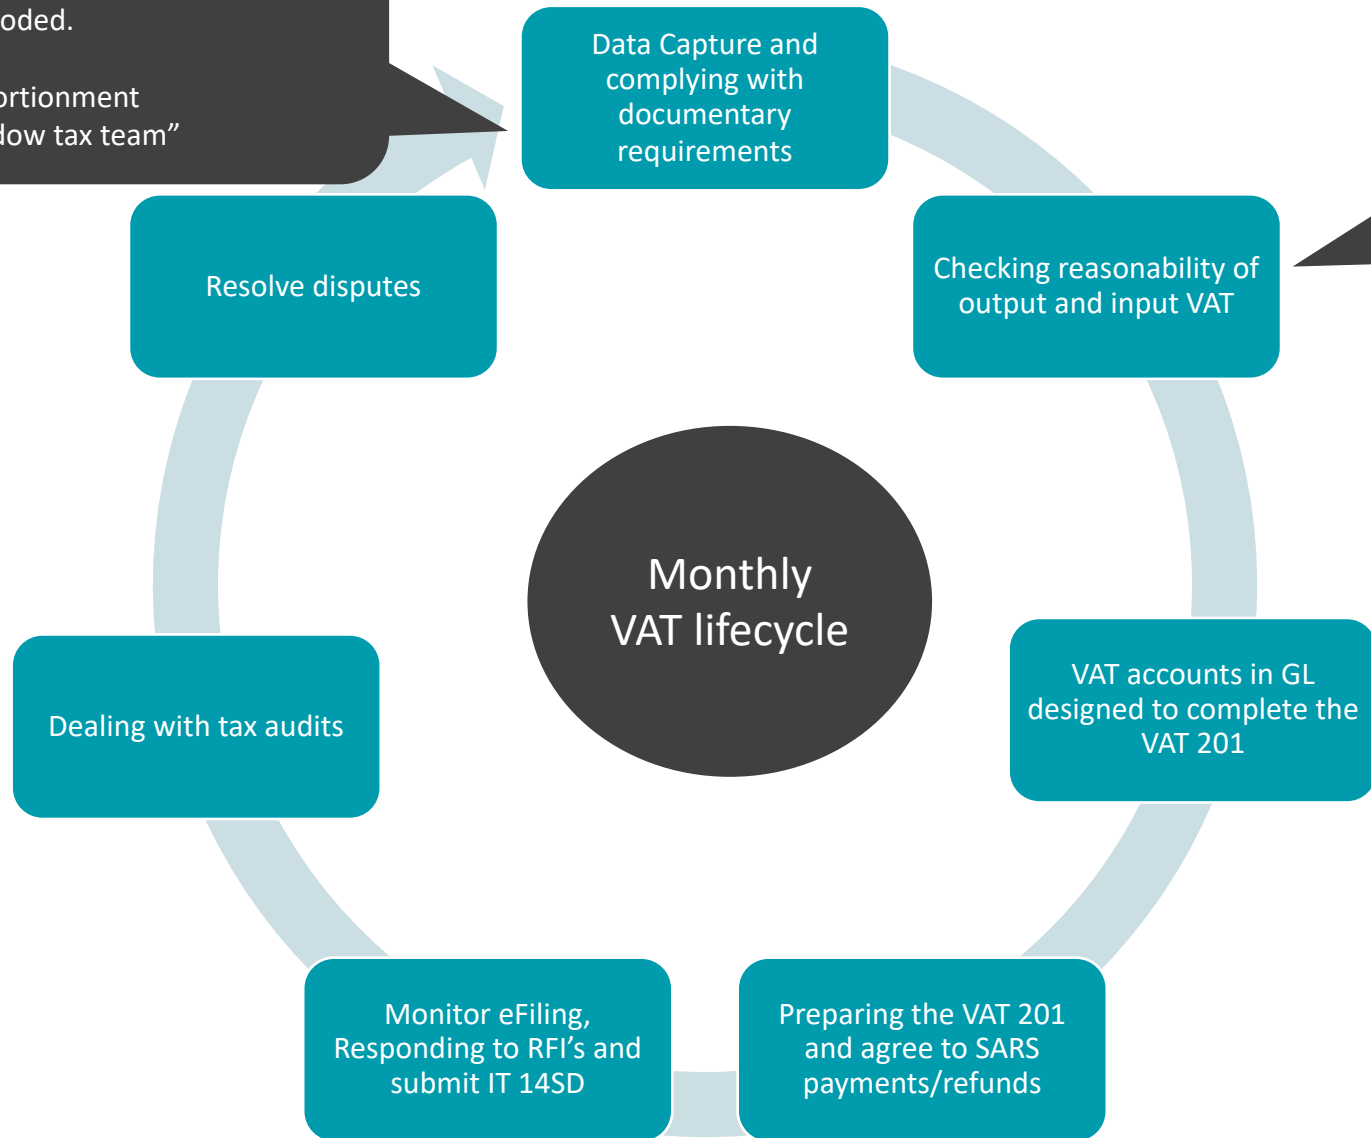 oded.
ortionment
dow tax team”
Data Capture and
complying with
documentary
requirements
Checking reasonability of
output and input VAT
VAT accounts in GL
designed to complete the
VAT 201
Preparing the VAT 201
and agree to SARS
payments/refunds
Monitor eFiling,
Responding to RFI's and
submit IT 14SD
Dealing with tax audits
Resolve disputes
Monthly
VAT lifecycle